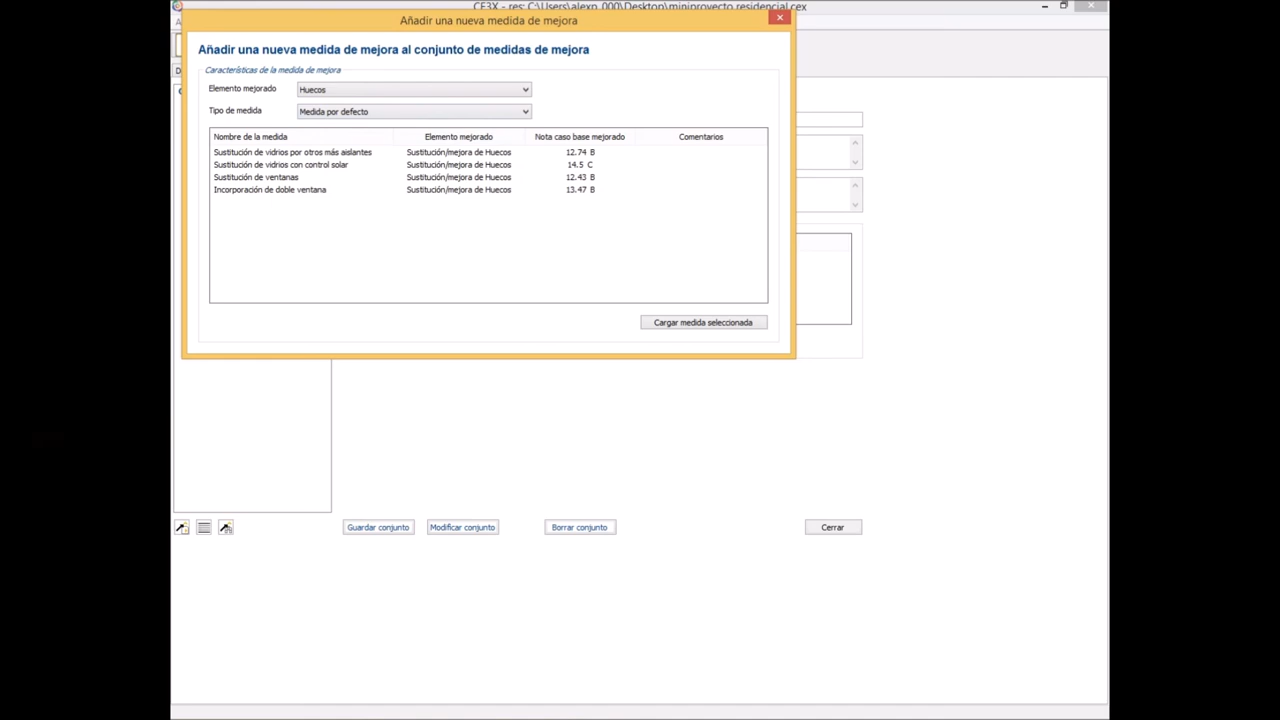 CE3X - res: C:\Users\alexp_000\Desktop\miniproyecto residencial.cex
Añadir una nueva medida de mejora
Añadir una nueva medida de mejora al conjunto de medidas de mejora
Características de la medida de mejora
Elemento mejorado Huecos
Tipo de medida Medida por defecto
Nombre de la medida Elemento mejorado Nota caso base mejorado Comentarios
Sustitución de vidrios por otros más aislantes Sustitución/mejora de Huecos 12.74 B
Sustitución de vidrios con control solar Sustitución/mejora de Huecos 14.5 C
Sustitución de ventanas Sustitución/mejora de Huecos 12.43 B
Incorporación de doble ventana Sustitución/mejora de Huecos 13.47 B
Cargar medida seleccionada
Guardar conjunto Modificar conjunto Borrar conjunto Cerrar